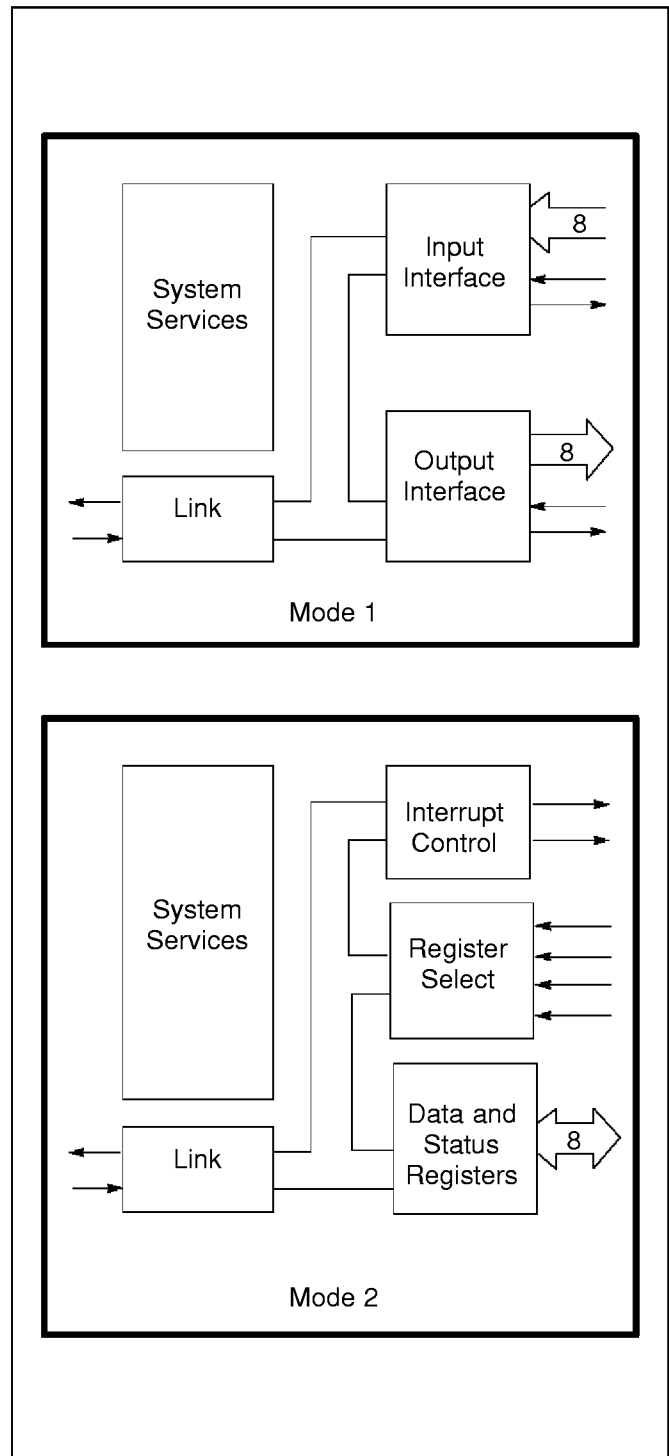 System
Services
Input
Interface
8
Output
Interface
8
Link
Mode 1
System
Services
Interrupt
Control
Register
Select
Data and
Status
Registers
8
Link
Mode 2